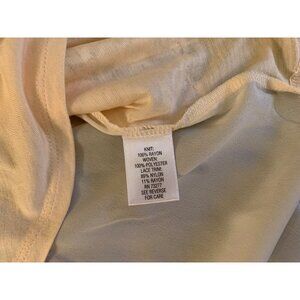 KNIT:
100% RAYON
WOVEN:
100% POLYESTER
LACE TRIM:
89% NYLON
11% RAYON
RN 73277
SEE REVERSE
FOR CARE